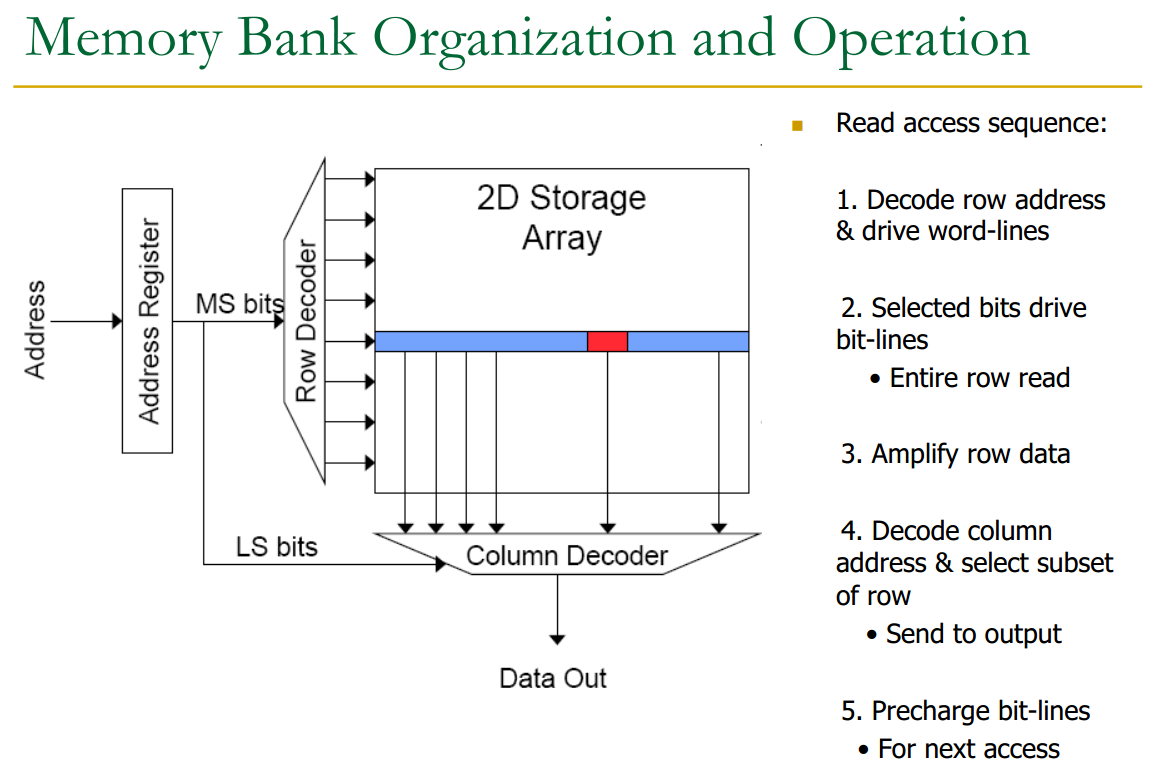 Memory Bank Organization and Operation
Address
Address Register
MS bits
Row Decoder
2D Storage
Array
LS bits
Column Decoder
Data Out
Read access sequence:
1. Decode row address
& drive word-lines
2. Selected bits drive
bit-lines
• Entire row read
3. Amplify row data
4. Decode column
address & select subset
of row
• Send to output
5. Precharge bit-lines
• For next access